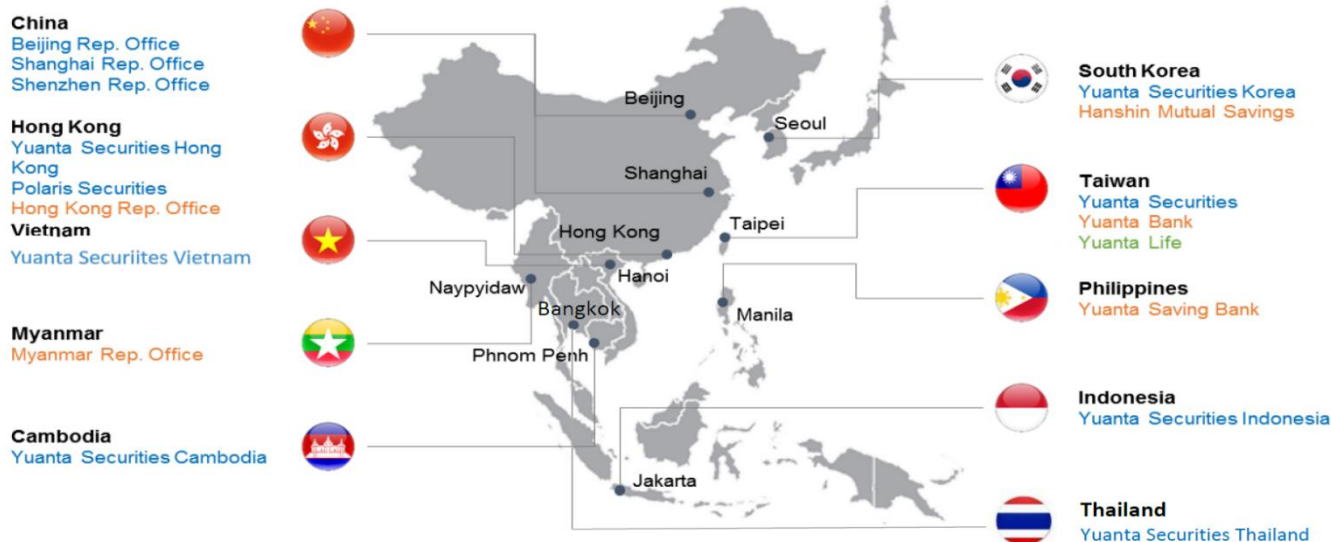 China
Beijing Rep. Office
Shanghai Rep. Office
Shenzhen Rep. Office
Hong Kong
Yuanta Securities Hong
Kong
Polaris Securities
Hong Kong Rep. Office
Vietnam
Yuanta Securiites Vietnam
Myanmar
Myanmar Rep. Office
Cambodia
Yuanta Securities Cambodia
Beijing
Seoul
Shanghai
Taipei
Hong Kong
Hanoi
Naypyidaw
Bangkok
Manila
Phnom Penh
Jakarta
South Korea
Yuanta Securities Korea
Hanshin Mutual Savings
Taiwan
Yuanta Securities
Yuanta Bank
Yuanta Life
Philippines
Yuanta Saving Bank
Indonesia
Yuanta Securities Indonesia
Thailand
Yuanta Securities Thailand